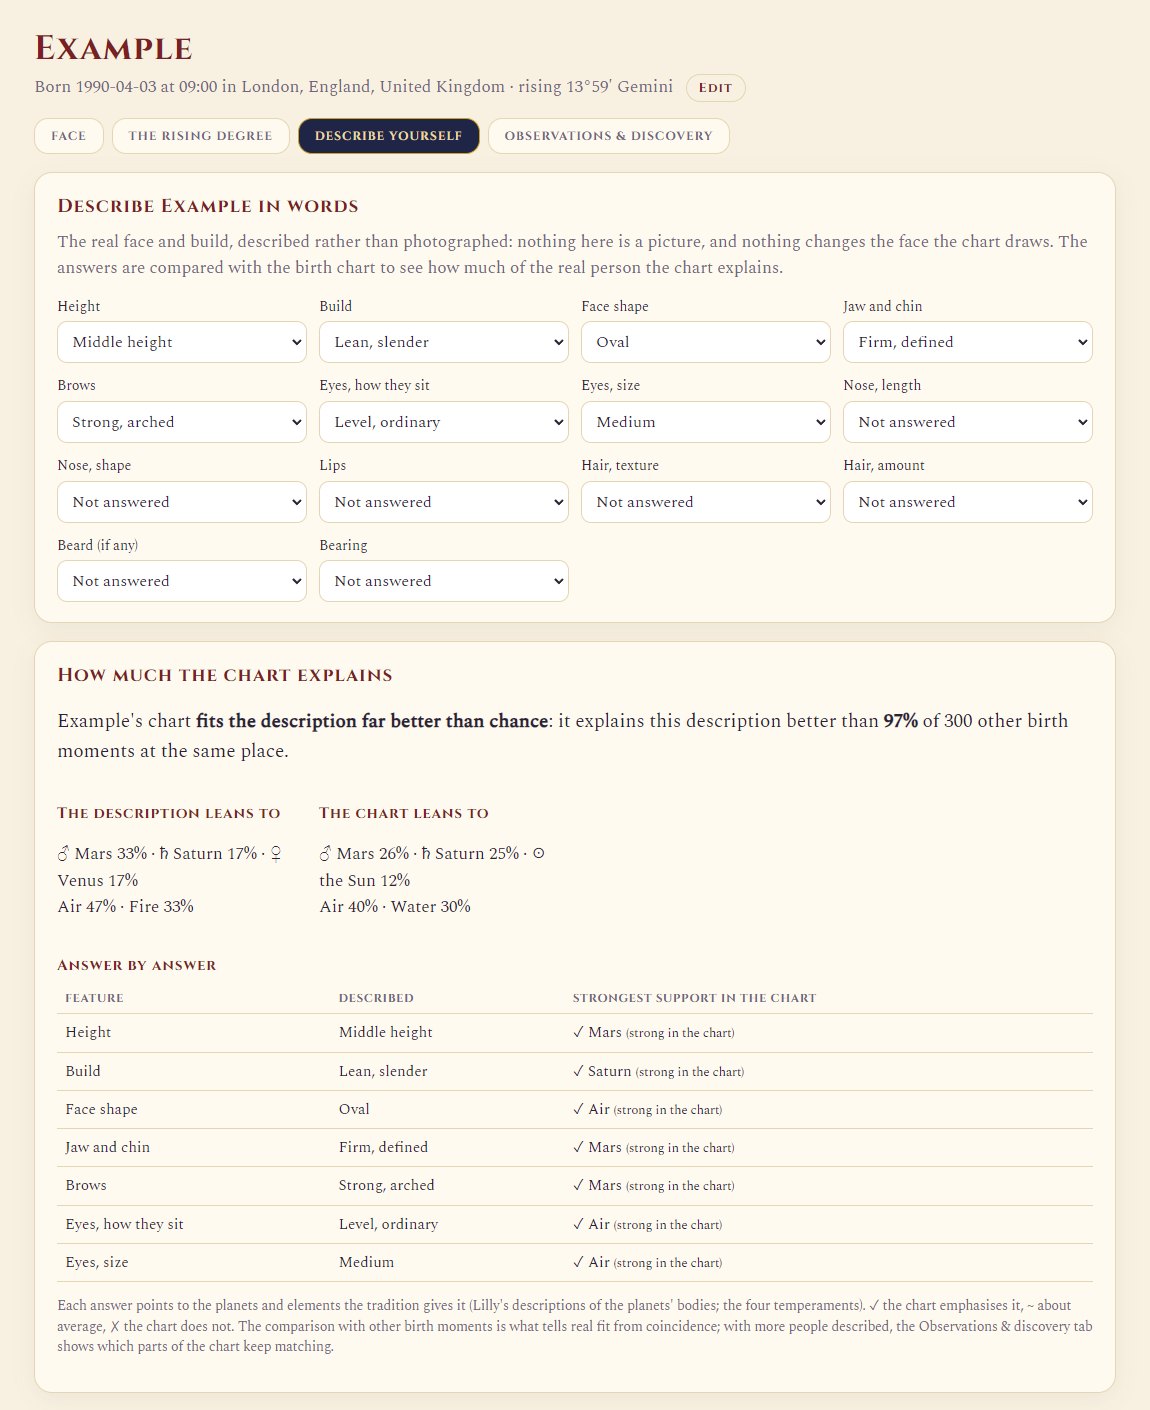 Example
Born 1990-04-03 at 09:00 in London, England, United Kingdom · rising 13°59′ Gemini Edit
Face The Rising Degree Describe Yourself Observations & Discovery
Describe Example in words
The real face and build, described rather than photographed: nothing here is a picture, and nothing changes the face the chart draws. The
answers are compared with the birth chart to see how much of the real person the chart explains.
Height Build Face shape Jaw and chin
Middle height Lean, slender Oval Firm, defined
Brows Eyes, how they sit Eyes, size Nose, length
Strong, arched Level, ordinary Medium Not answered
Nose, shape Lips Hair, texture Hair, amount
Not answered Not answered Not answered Not answered
Beard (if any) Bearing
Not answered Not answered
How much the chart explains
Example's chart fits the description far better than chance: it explains this description better than 97% of 300 other birth
moments at the same place.
The description leans to The chart leans to
♂ Mars 33% · ♄ Saturn 17% · ♀ ♂ Mars 26% · ♄ Saturn 25% · ☉
Venus 17% the Sun 12%
Air 47% · Fire 33% Air 40% · Water 30%
Answer by answer
Feature Described Strongest support in the chart
Height Middle height ✓ Mars (strong in the chart)
Build Lean, slender ✓ Saturn (strong in the chart)
Face shape Oval ✓ Air (strong in the chart)
Jaw and chin Firm, defined ✓ Mars (strong in the chart)
Brows Strong, arched ✓ Mars (strong in the chart)
Eyes, how they sit Level, ordinary ✓ Air (strong in the chart)
Eyes, size Medium ✓ Air (strong in the chart)
Each answer points to the planets and elements the tradition gives it (Lilly's descriptions of the planets' bodies; the four temperaments). ✓ the chart emphasises it, ~ about
average, ✗ the chart does not. The comparison with other birth moments is what tells real fit from coincidence; with more people described, the Observations & discovery tab
shows which parts of the chart keep matching.